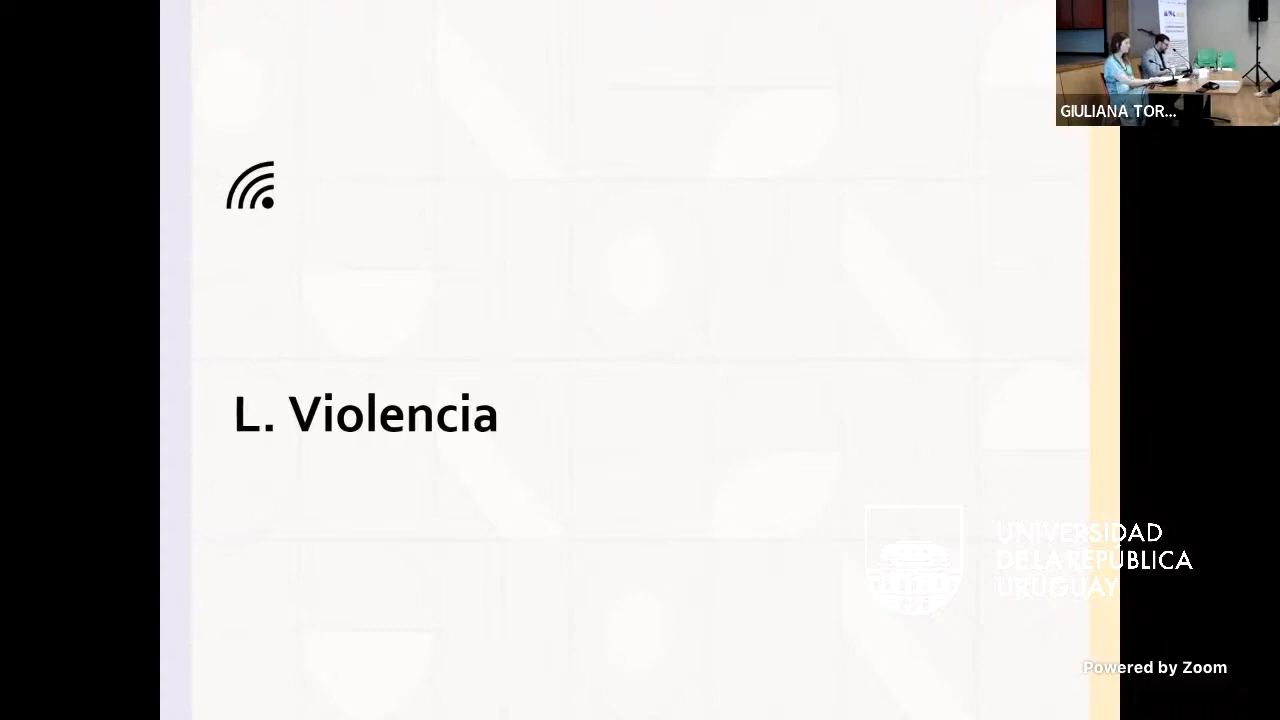 GIULIANA TOR...
L. Violencia
UNIVERSIDAD
DE LA REPÚBLICA
URUGUAY
Powered by Zoom